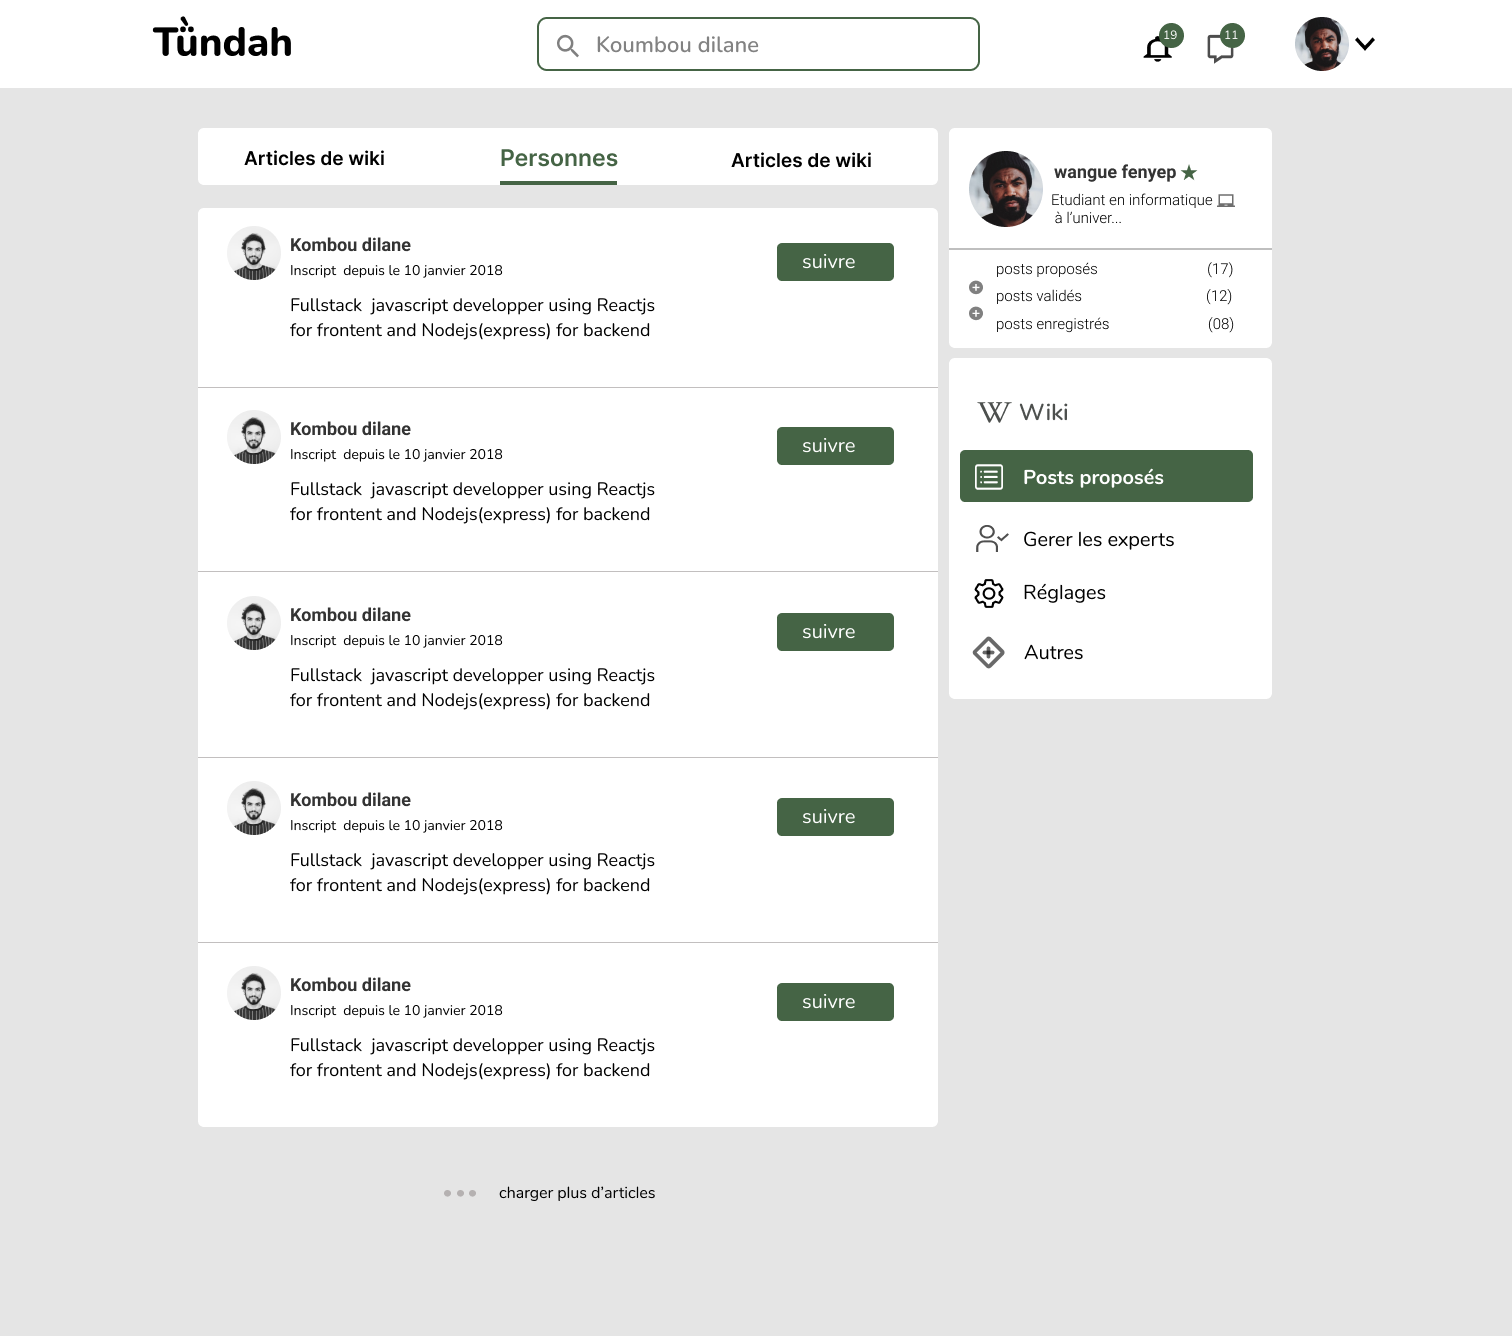 Tǜndah
Koumbou dilane
19
11
Articles de wiki
Personnes
Articles de wiki
Kombou dilane
Inscript depuis le 10 janvier 2018
suivre
Fullstack javascript developper using Reactjs
for frontent and Nodejs(express) for backend
Kombou dilane
Inscript depuis le 10 janvier 2018
suivre
Fullstack javascript developper using Reactjs
for frontent and Nodejs(express) for backend
Kombou dilane
Inscript depuis le 10 janvier 2018
suivre
Fullstack javascript developper using Reactjs
for frontent and Nodejs(express) for backend
Kombou dilane
Inscript depuis le 10 janvier 2018
suivre
Fullstack javascript developper using Reactjs
for frontent and Nodejs(express) for backend
Kombou dilane
Inscript depuis le 10 janvier 2018
suivre
Fullstack javascript developper using Reactjs
for frontent and Nodejs(express) for backend
charger plus d’articles
wangue fenyep
Etudiant en informatique
à l’univer...
posts proposés (17)
posts validés (12)
posts enregistrés (08)
W Wiki
Posts proposés
Gerer les experts
Réglages
Autres